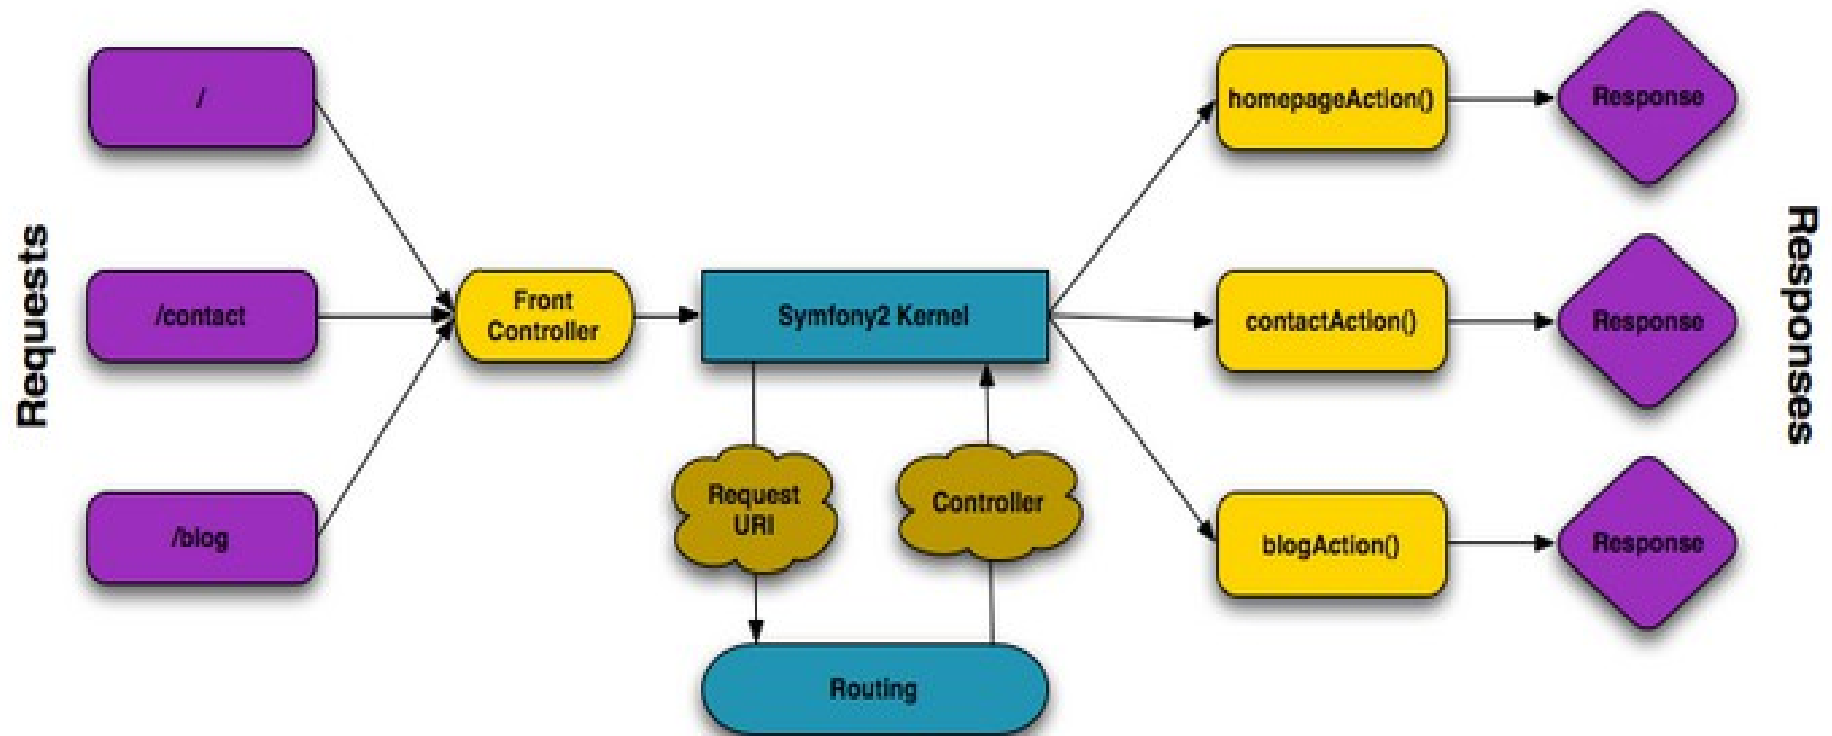 Requests
/
/contact
/blog
Front
Controller
Symfony2 Kernel
Request
URI
Controller
Routing
homepageAction()
contactAction()
blogAction()
Response
Response
Response
Responses